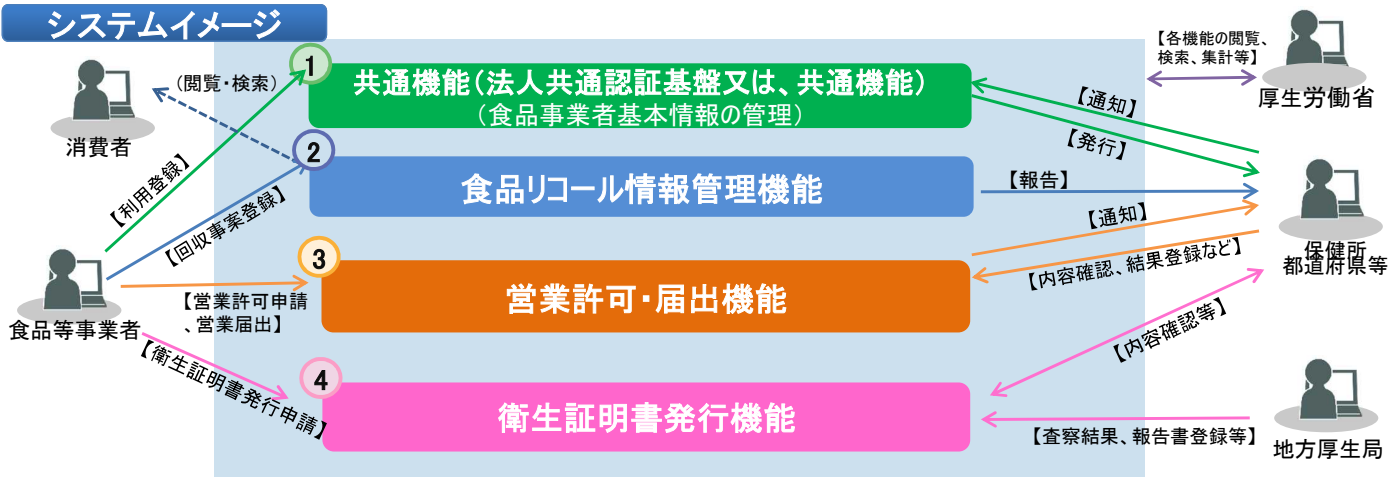 システムイメージ
消費者
(閲覧・検索)
【利用登録】
【回収事案登録】
食品等事業者
【営業許可申請
、営業届出】
【衛生証明書発行申請】
1
共通機能(法人共通認証基盤又は、共通機能)
(食品事業者基本情報の管理)
2
食品リコール情報管理機能
3
営業許可・届出機能
4
衛生証明書発行機能
【各機能の閲覧、
検索、集計等】
厚生労働省
【通知】
【発行】
【報告】
【通知】
【内容確認、結果登録など】
保健所
都道府県等
【内容確認等】
【査察結果、報告書登録等】
地方厚生局